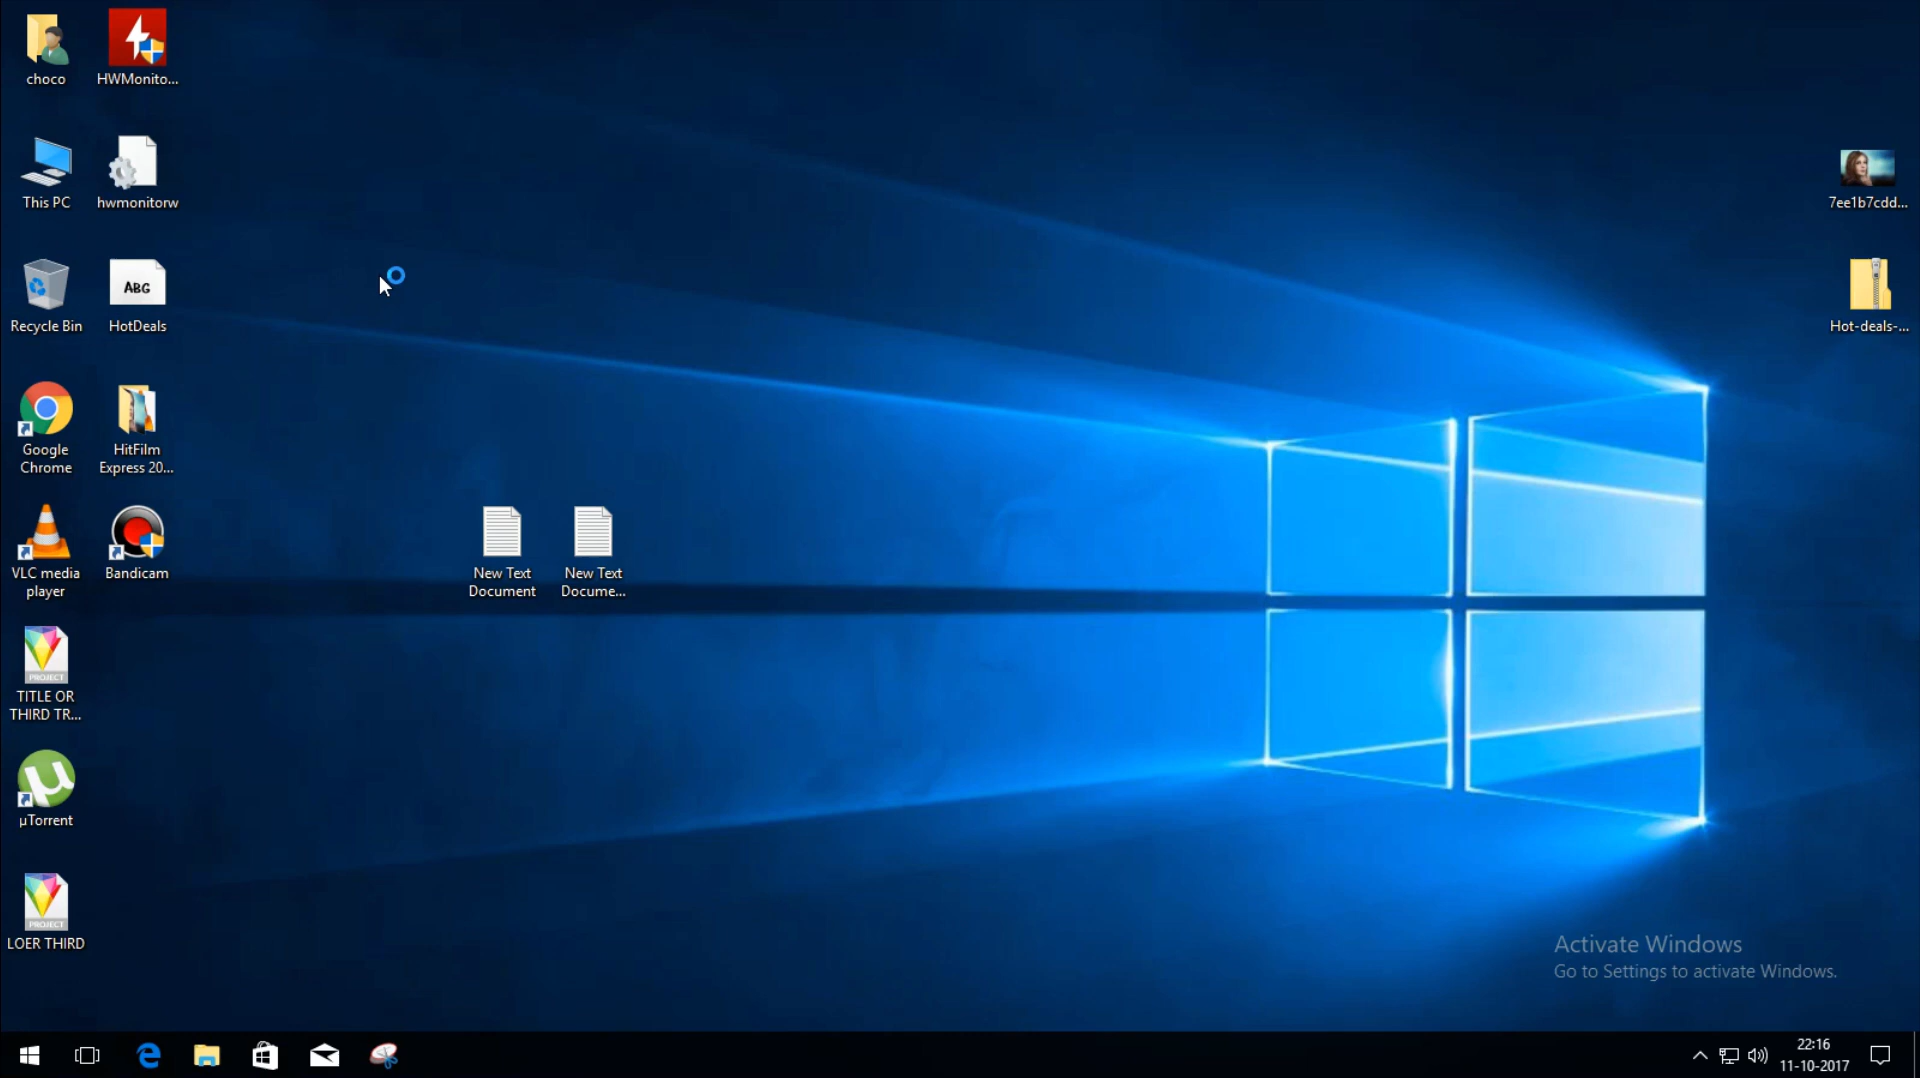 choco
HWMonito...
This PC
hwmonitorw
7ee1b7cdd...
Recycle Bin
ABG
HotDeals
Hot-deals-...
Google
Chrome
HitFilm
Express 20...
VLC media
player
Bandicam
New Text
Document
New Text
Docume...
PROJECT
TITLE OR
THIRD TR...
µTorrent
PROJECT
LOER THIRD
Activate Windows
Go to Settings to activate Windows.
22:16
11-10-2017